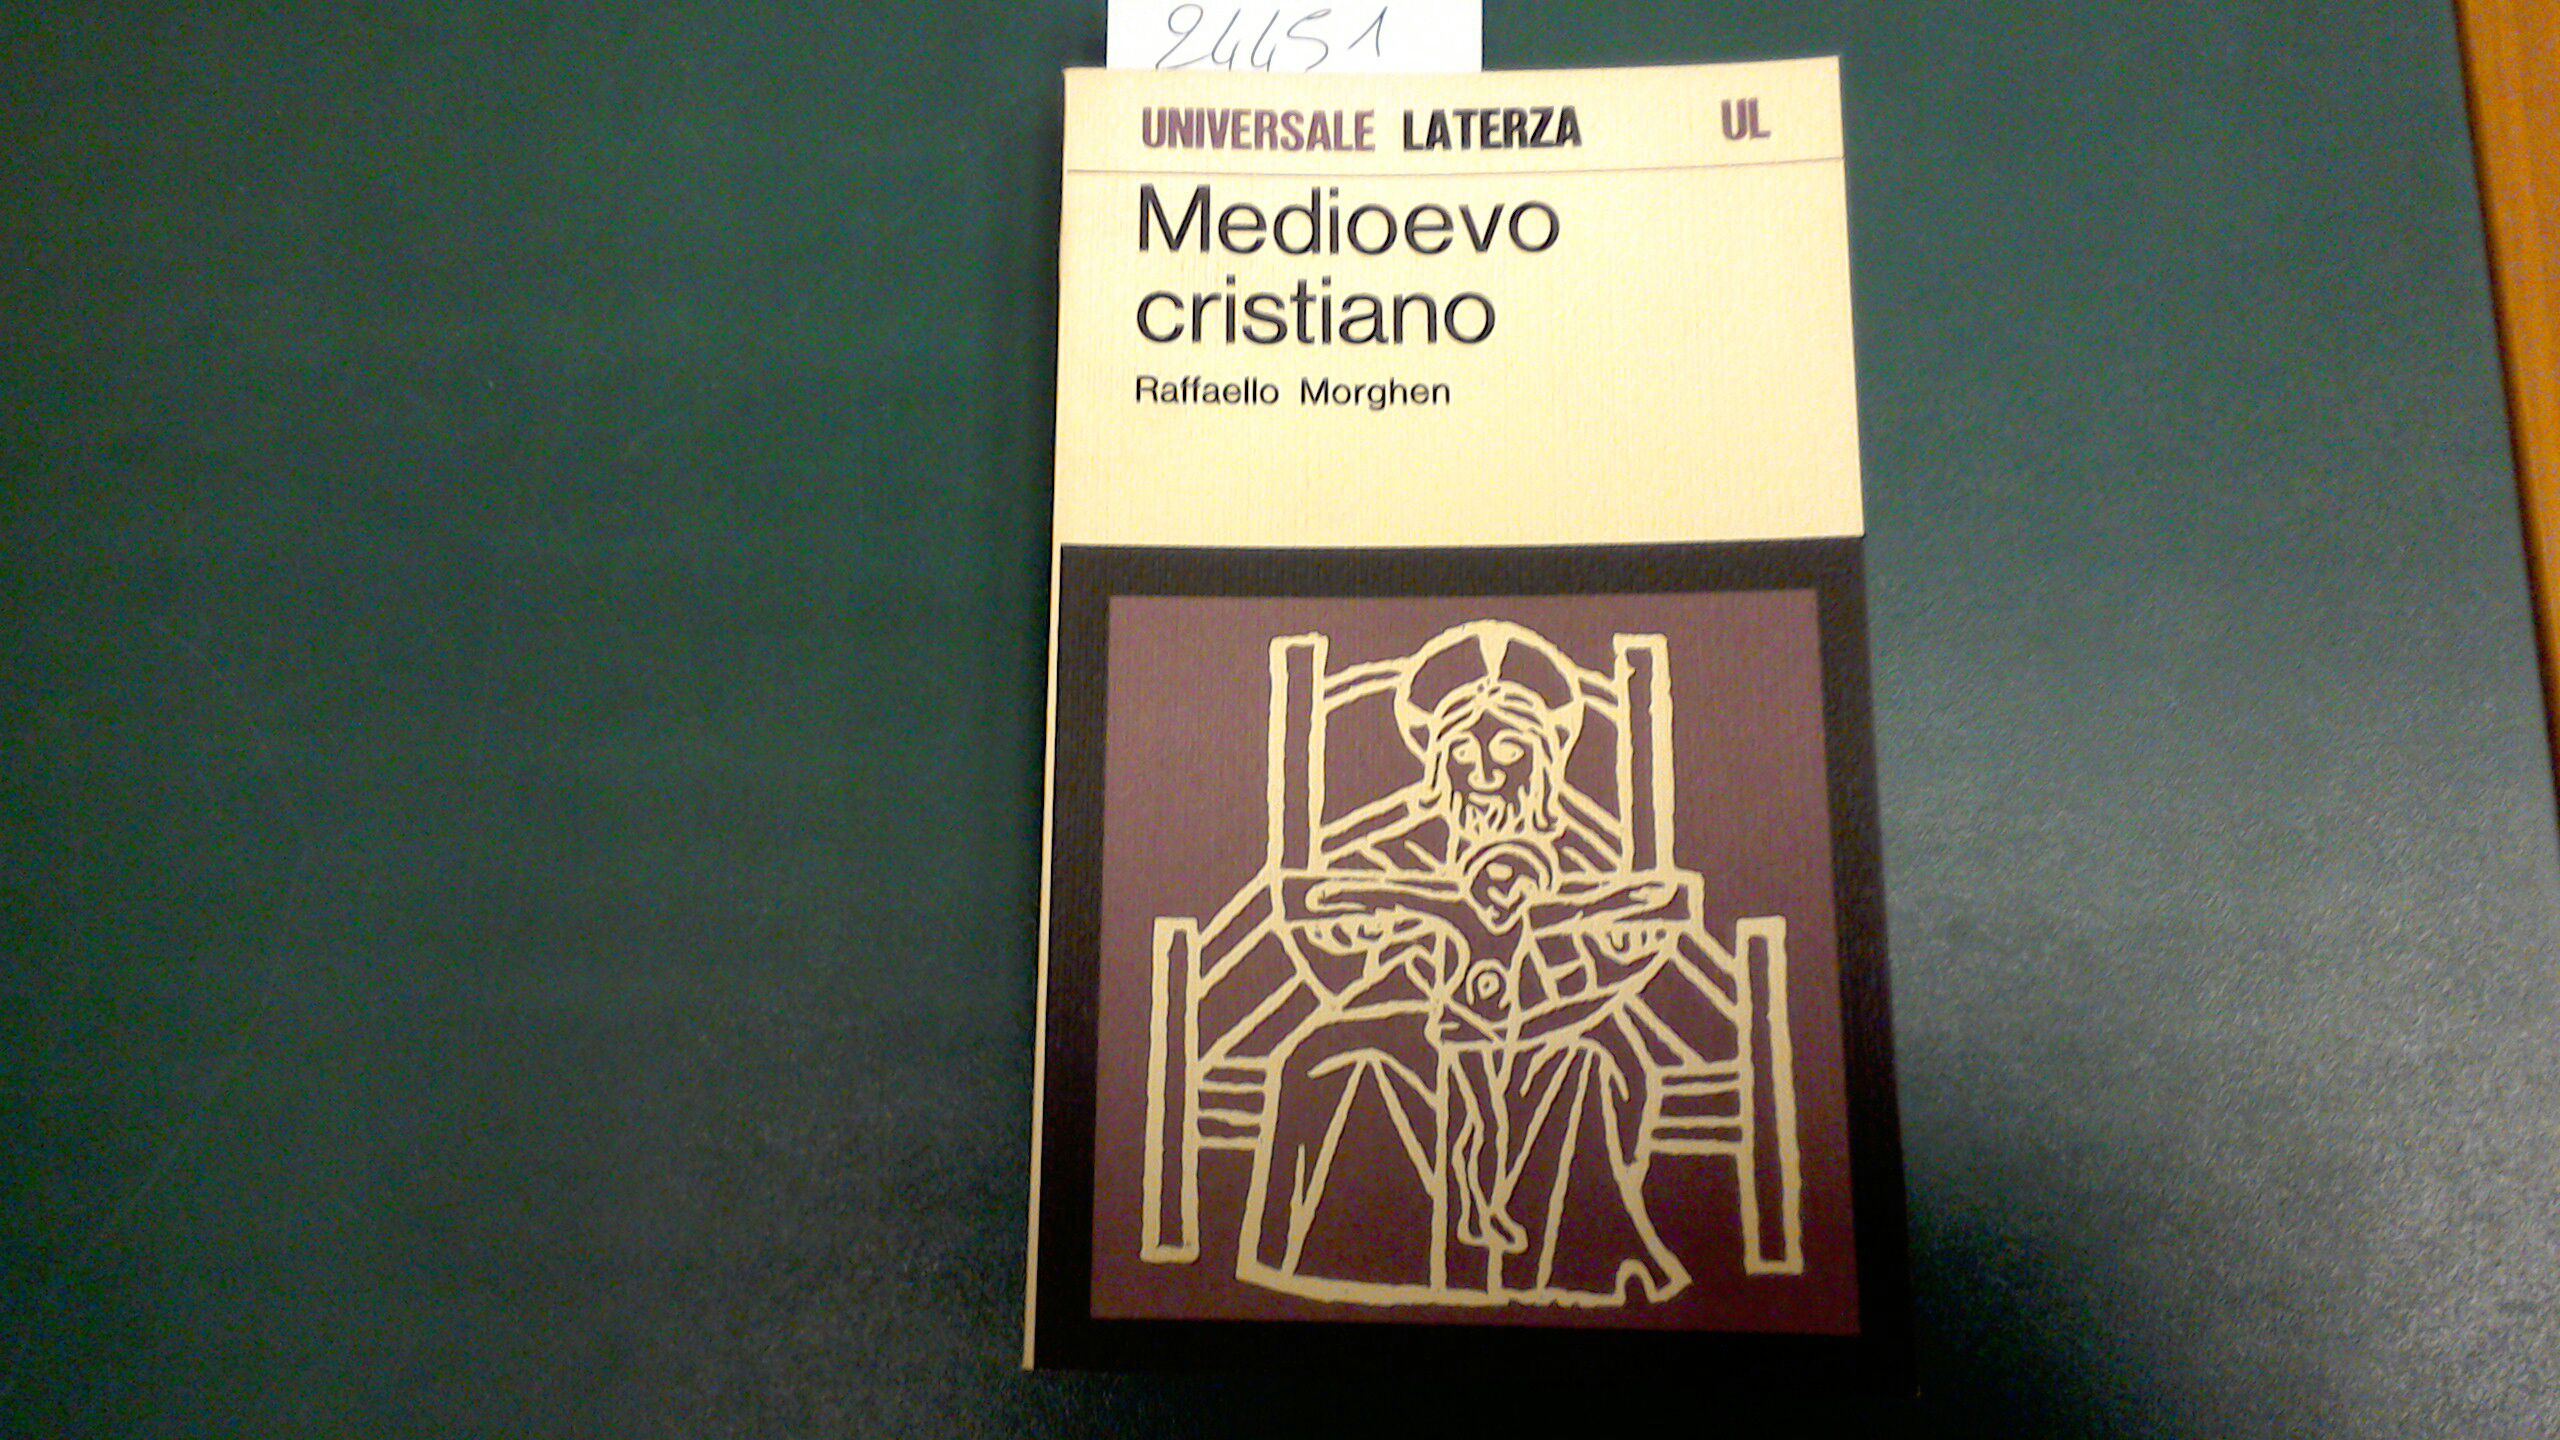 24451
UNIVERSALE LATERZA UL
Medioevo
cristiano
Raffaello Morghen